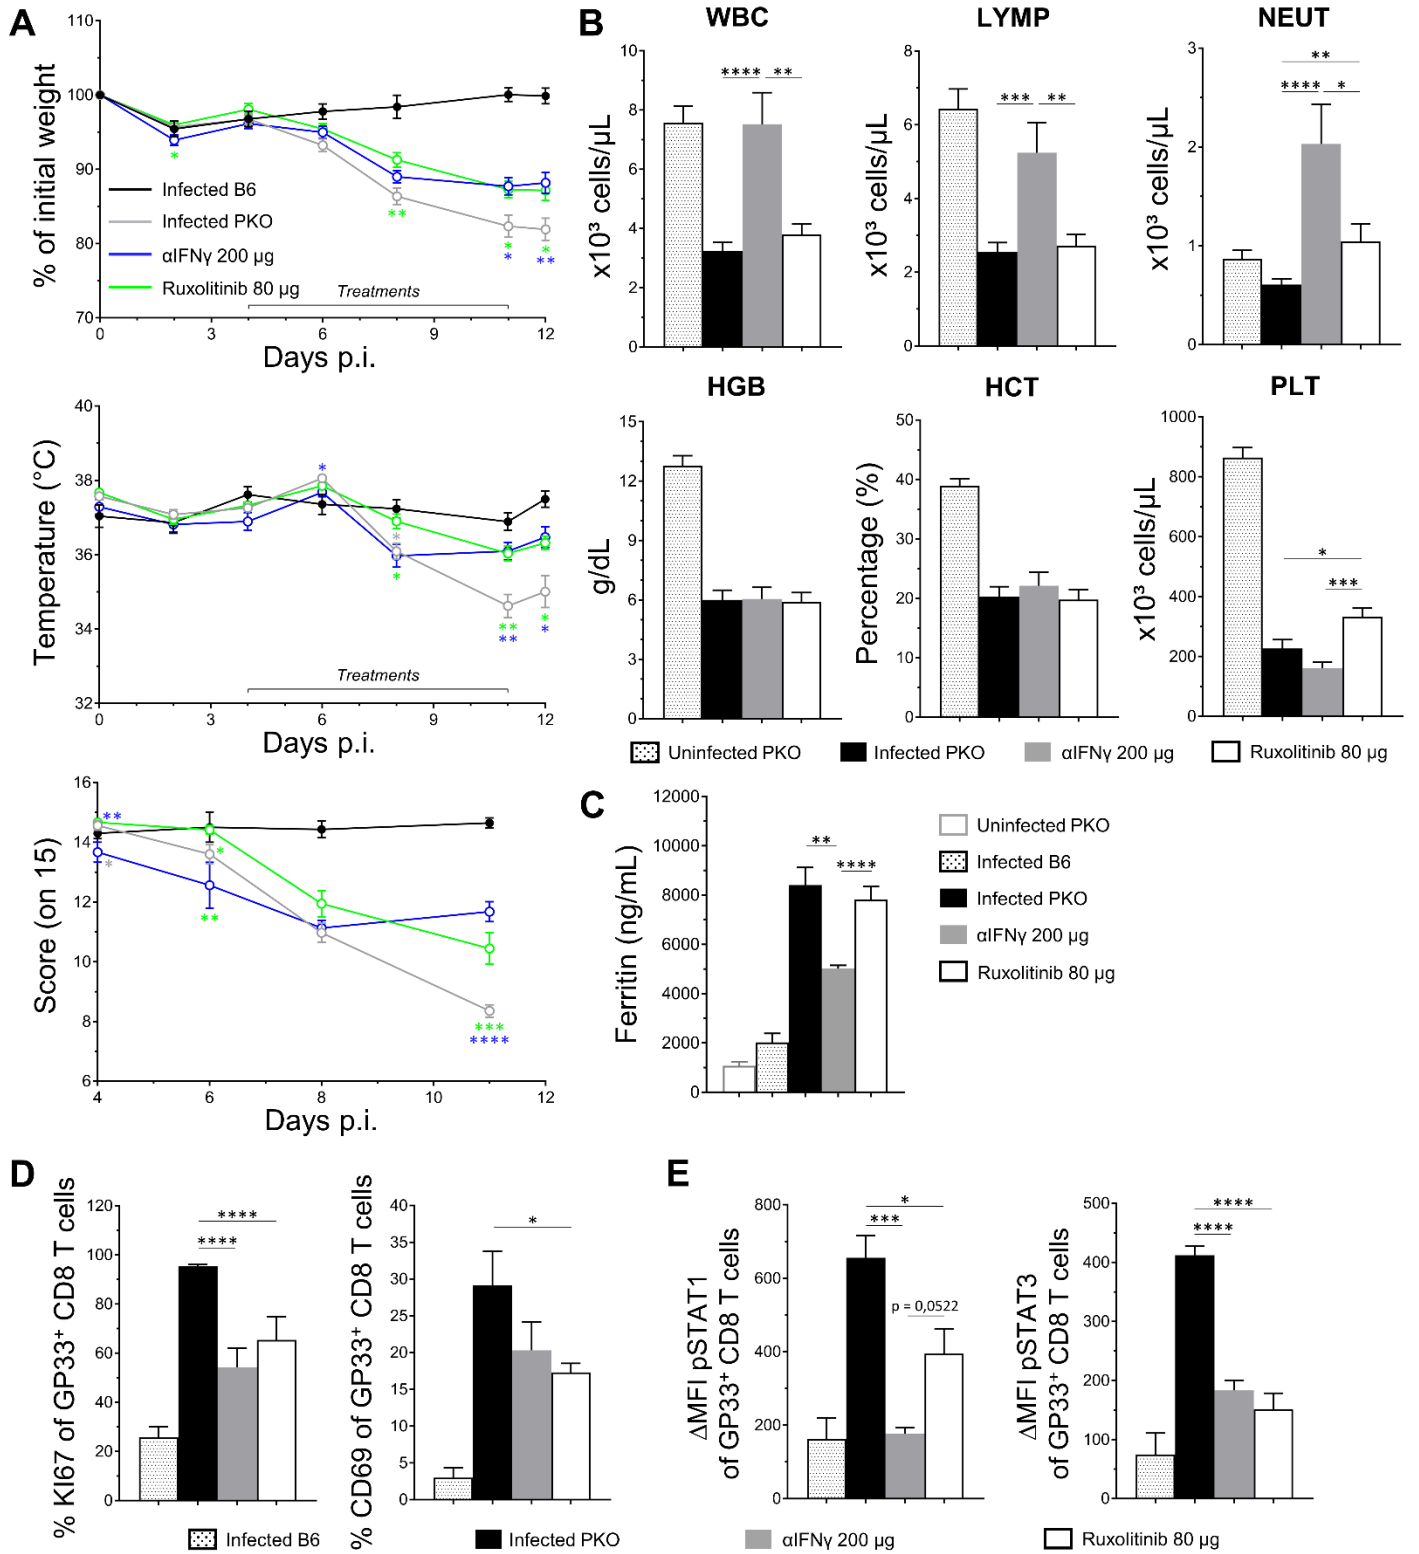 A
110
100
90
80
70
% of initial weight
Infected B6
Infected PKO
αIFNγ 200 µg
Ruxolitinib 80 µg
Treatments
*
**
*
*
*
**
0
3
6
9
12
Days p.i.
40
38
36
34
32
Temperature (°C)
*
*
*
**
**
*
*
Treatments
0
3
6
9
12
Days p.i.
16
14
12
10
8
6
Score (on 15)
**
*
*
**
***
****
4
6
8
10
12
Days p.i.
B
WBC
10
8
6
4
2
0
x10³ cells/µL
**** **
LYMP
8
6
4
2
0
x10³ cells/µL
*** **
NEUT
3
2
1
0
x10³ cells/µL
**
**** *
HGB
15
12
9
6
3
0
g/dL
HCT
50
40
30
20
10
0
Percentage (%)
PLT
1000
800
600
400
200
0
x10³ cells/µL
*
***
Uninfected PKO
Infected PKO
αIFNγ 200 µg
Ruxolitinib 80 µg
C
12000
10000
8000
6000
4000
2000
0
Ferritin (ng/mL)
**
****
Uninfected PKO
Infected B6
Infected PKO
αIFNγ 200 µg
Ruxolitinib 80 µg
D
120
100
80
60
40
20
0
% KI67 of GP33⁺ CD8 T cells
****
****
40
35
30
25
20
15
10
5
0
% CD69 of GP33⁺ CD8 T cells
*
E
800
600
400
200
0
ΔMFI pSTAT1
of GP33⁺ CD8 T cells
*
***
p = 0,0522
500
400
300
200
100
0
ΔMFI pSTAT3
of GP33⁺ CD8 T cells
****
****
Infected B6
Infected PKO
αIFNγ 200 µg
Ruxolitinib 80 µg